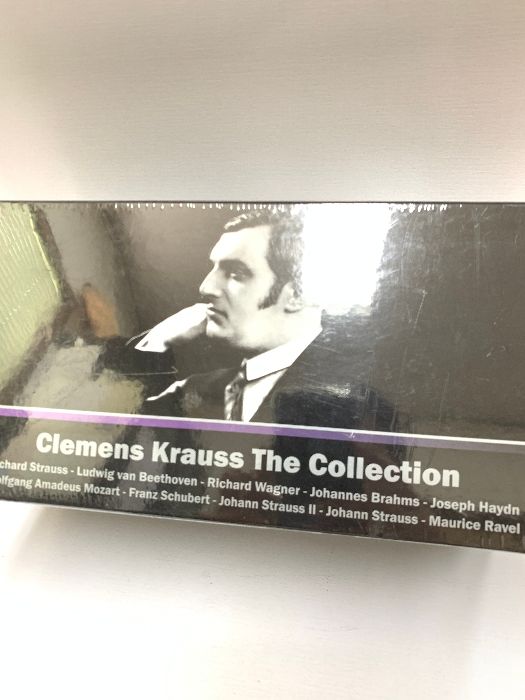 Clemens Krauss The Collection
chard Strauss - Ludwig van Beethoven - Richard Wagner - Johannes Brahms - Joseph Haydn
olfgang Amadeus Mozart - Franz Schubert - Johann Strauss II - Johann Strauss - Maurice Ravel